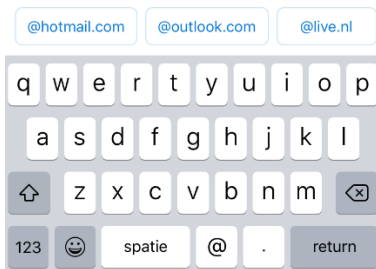 @hotmail.com @outlook.com @live.nl
q w e r t y u i o p
a s d f g h j k l
z x c v b n m
123 spatie @ . return